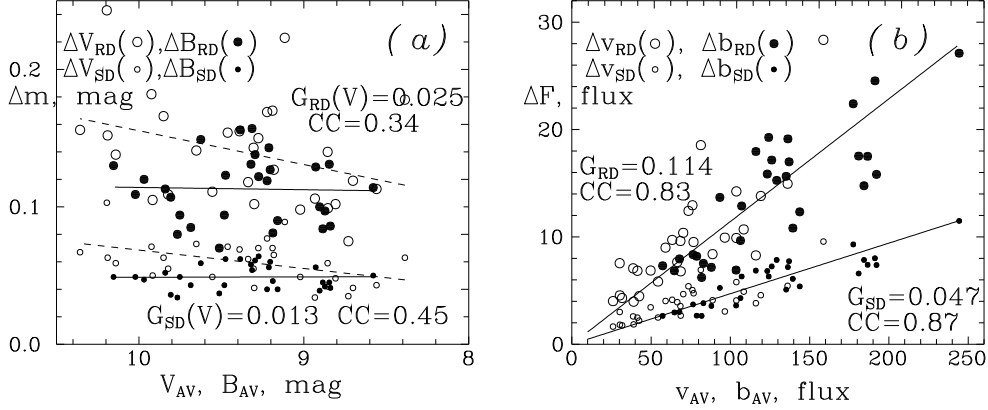 (a)
ΔV_RD(○),ΔB_RD(●)
ΔV_SD(○),ΔB_SD(●)
0.2
Δm, mag
G_RD(V)=0.025
CC=0.34
0.1
G_SD(V)=0.013 CC=0.45
0.0
10 9 8
V_AV, B_AV, mag
30
(b)
Δv_RD(○), Δb_RD(●)
Δv_SD(○), Δb_SD(●)
ΔF, flux
20
G_RD=0.114
CC=0.83
10
G_SD=0.047
CC=0.87
0
0 50 100 150 200 250
v_AV, b_AV, flux